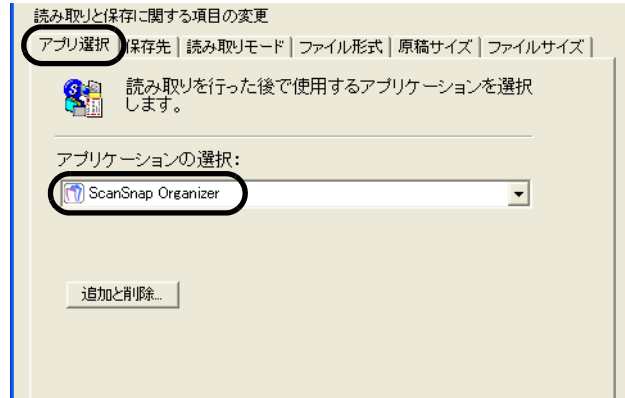 読み取りと保存に関する項目の変更
アプリ選択 保存先 読み取りモード ファイル形式 原稿サイズ ファイルサイズ
読み取りを行った後で使用するアプリケーションを選択
します。
アプリケーションの選択:
ScanSnap Organizer
追加と削除...